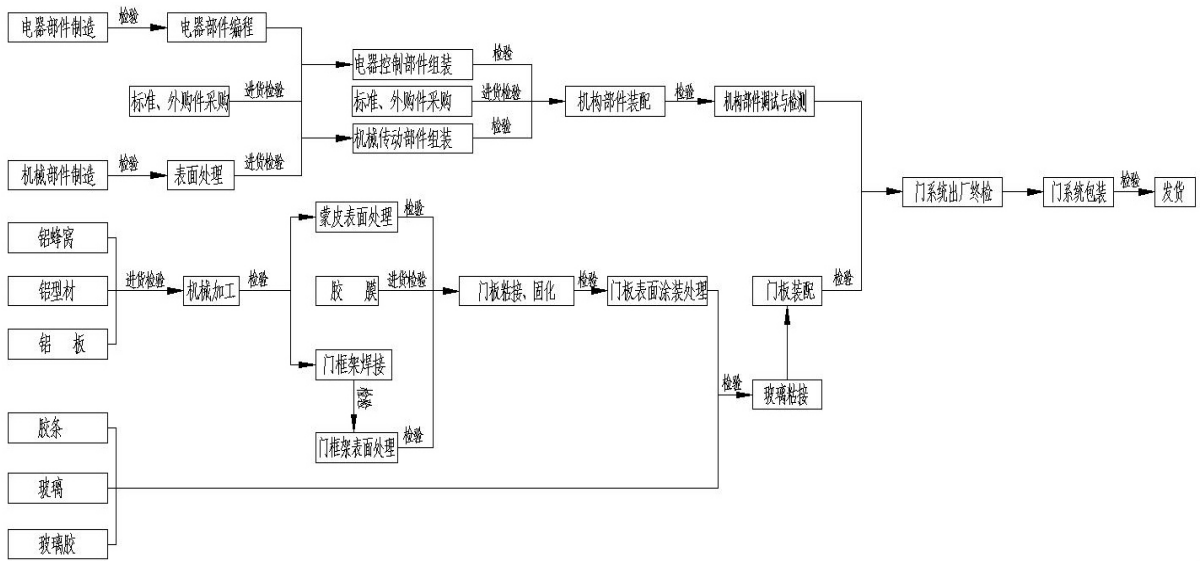 电器部件制造
检验
电器部件编程
标准、外购件采购
进货检验
机械部件制造
检验
表面处理
进货检验
电器控制部件组装
检验
标准、外购件采购
进货检验
机械传动部件组装
检验
机构部件装配
检验
机构部件调试与检测
门系统出厂终检
门系统包装
检验
发货
铝蜂窝
铝型材
铝 板
进货检验
机械加工
检验
蒙皮表面处理
检验
胶 膜
进货检验
门框架焊接
检验
门框架表面处理
检验
门板粘接、固化
检验
门板表面涂装处理
检验
门板装配
检验
玻璃粘接
胶条
玻璃
玻璃胶